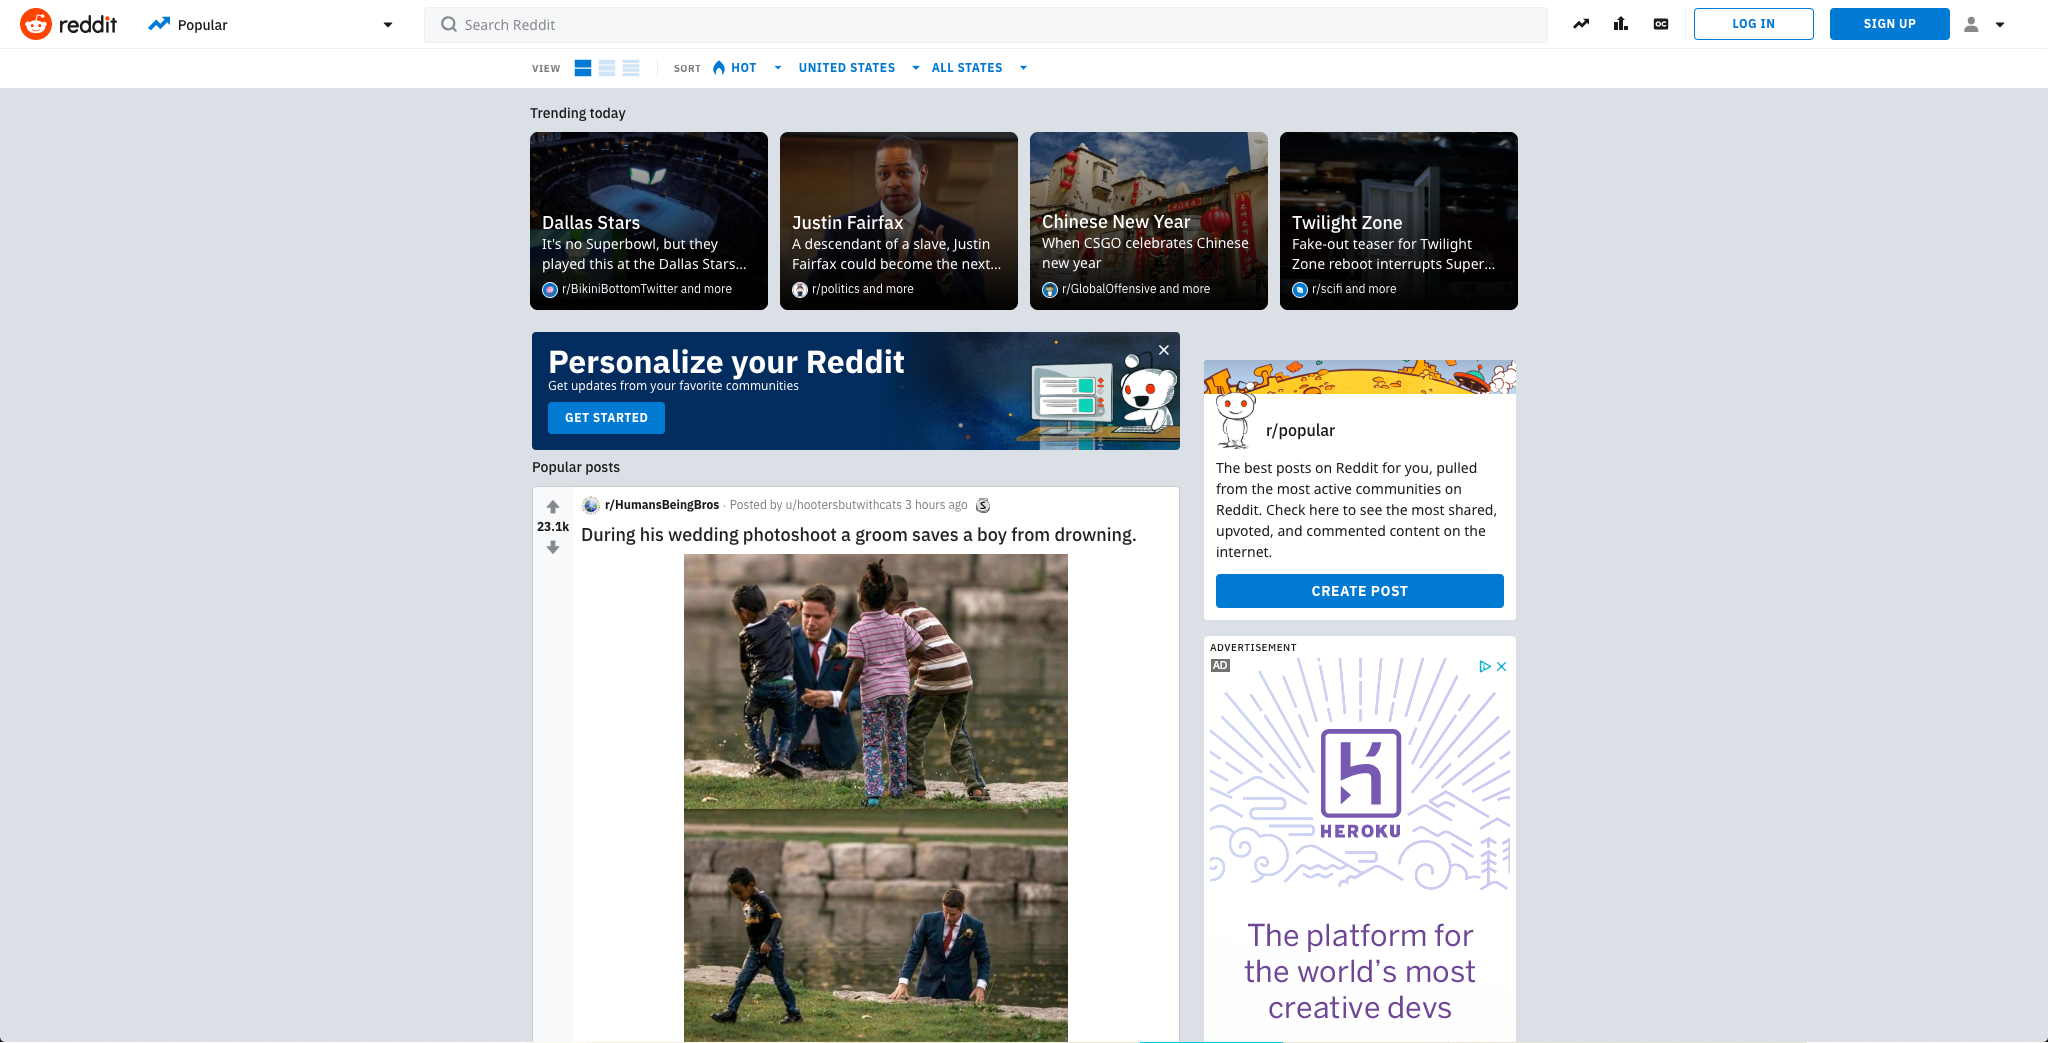 reddit
Popular
Search Reddit
LOG IN
SIGN UP
VIEW
SORT
HOT
UNITED STATES
ALL STATES
Trending today
Dallas Stars
It's no Superbowl, but they
played this at the Dallas Stars...
r/BikiniBottomTwitter and more
Justin Fairfax
A descendant of a slave, Justin
Fairfax could become the next...
r/politics and more
Chinese New Year
When CSGO celebrates Chinese
new year
r/GlobalOffensive and more
Twilight Zone
Fake-out teaser for Twilight
Zone reboot interrupts Super...
r/scifi and more
Personalize your Reddit
Get updates from your favorite communities
GET STARTED
Popular posts
r/HumansBeingBros · Posted by u/hootersbutwithcats 3 hours ago
23.1k
During his wedding photoshoot a groom saves a boy from drowning.
r/popular
The best posts on Reddit for you, pulled
from the most active communities on
Reddit. Check here to see the most shared,
upvoted, and commented content on the
internet.
CREATE POST
ADVERTISEMENT
AD
HEROKU
The platform for
the world's most
creative devs